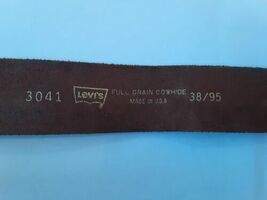 3041 Levi's FULL GRAIN COWHIDE 38/95
MADE IN U.S.A